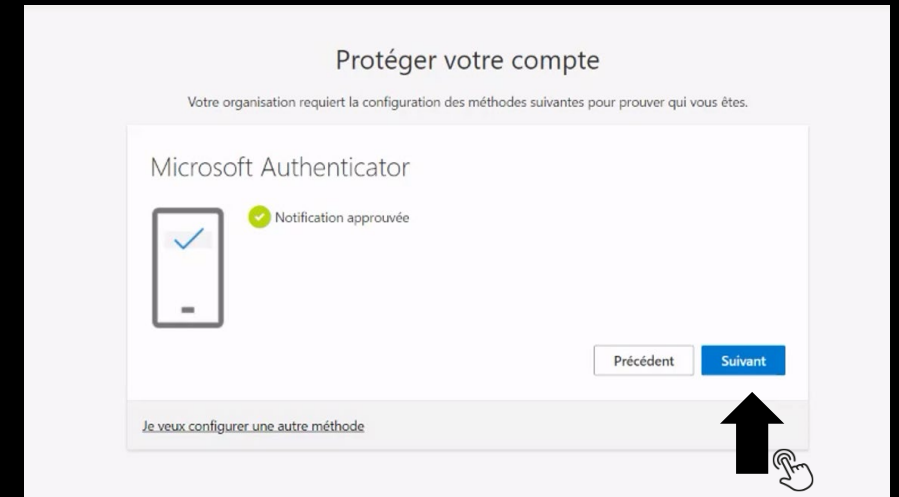 Protéger votre compte
Votre organisation requiert la configuration des méthodes suivantes pour prouver qui vous êtes.
Microsoft Authenticator
Notification approuvée
Précédent
Suivant
Je veux configurer une autre méthode